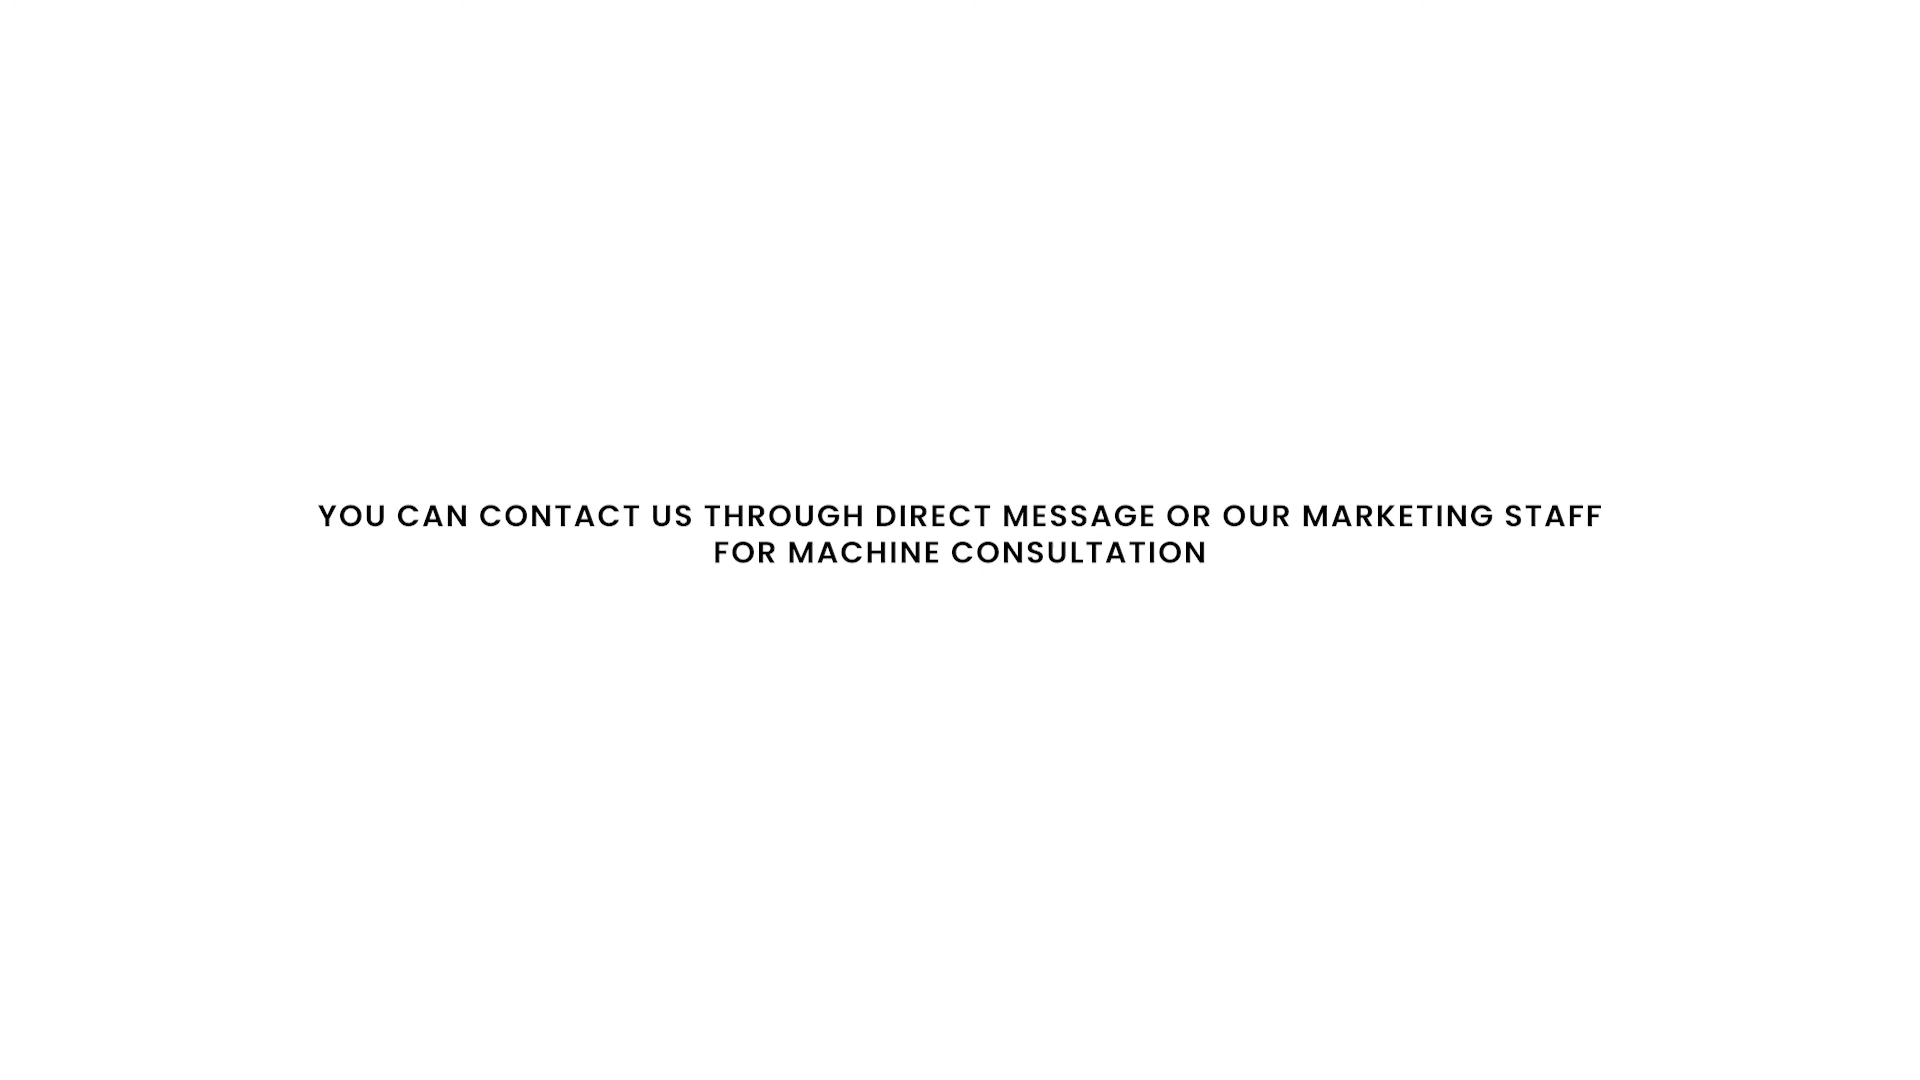 YOU CAN CONTACT US THROUGH DIRECT MESSAGE OR OUR MARKETING STAFF
FOR MACHINE CONSULTATION